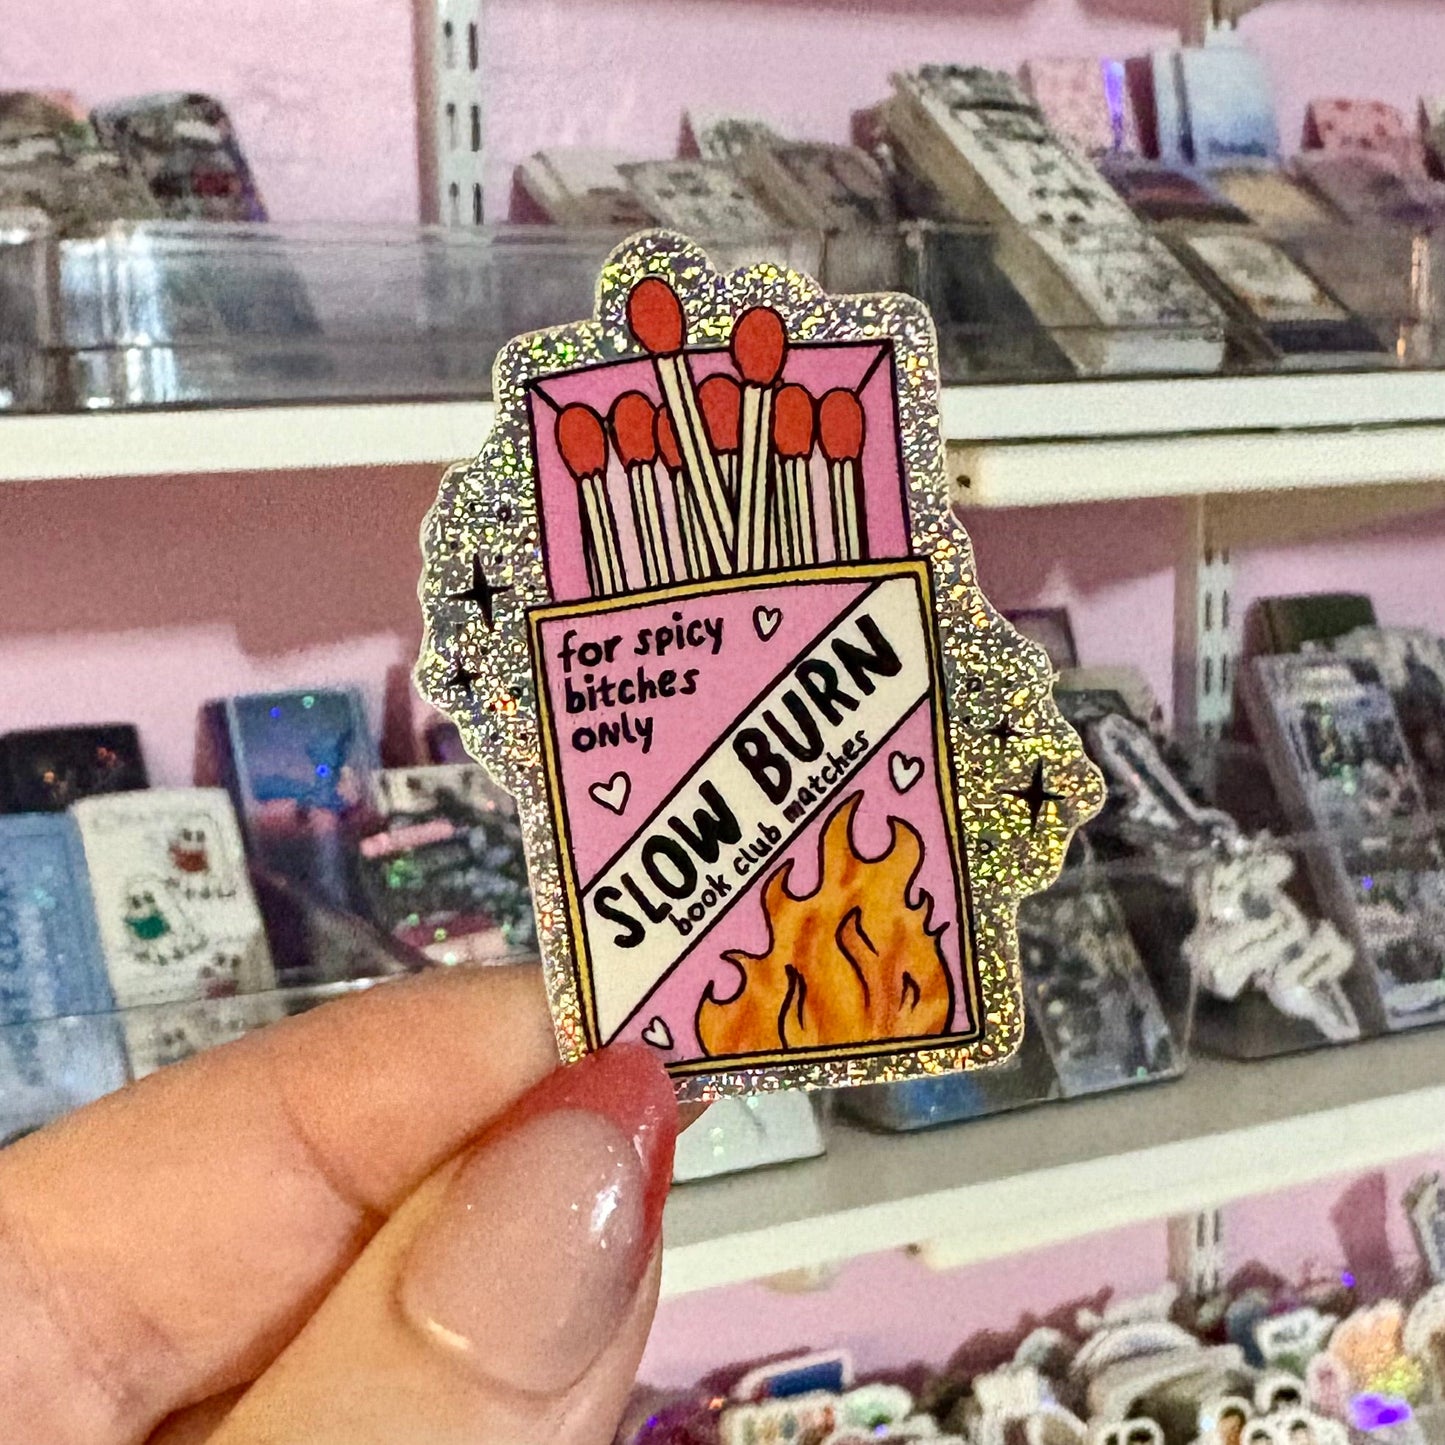 for spicy
bitches
only
SLOW BURN
book club matches